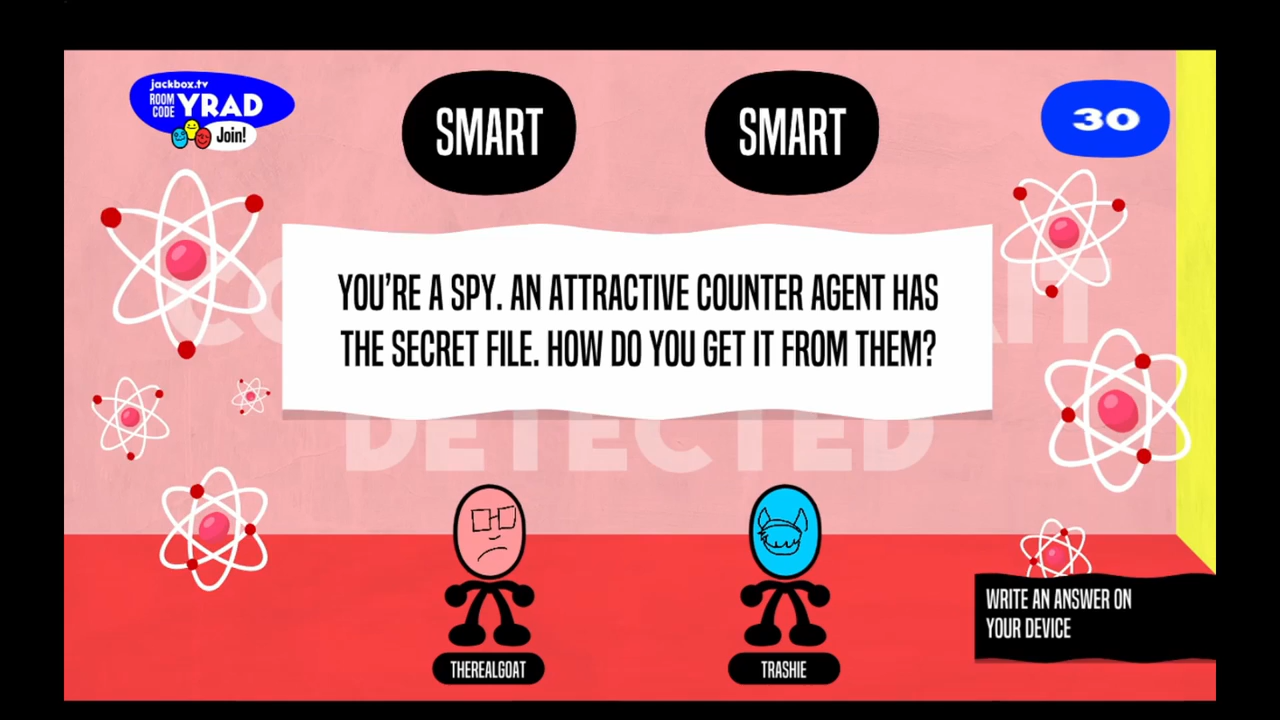 jackbox.tv
ROOM CODE YRAD
Join!
SMART
SMART
30
YOU'RE A SPY. AN ATTRACTIVE COUNTER AGENT HAS
THE SECRET FILE. HOW DO YOU GET IT FROM THEM?
DETECTED
WRITE AN ANSWER ON
YOUR DEVICE
THEREALGOAT
TRASHIE